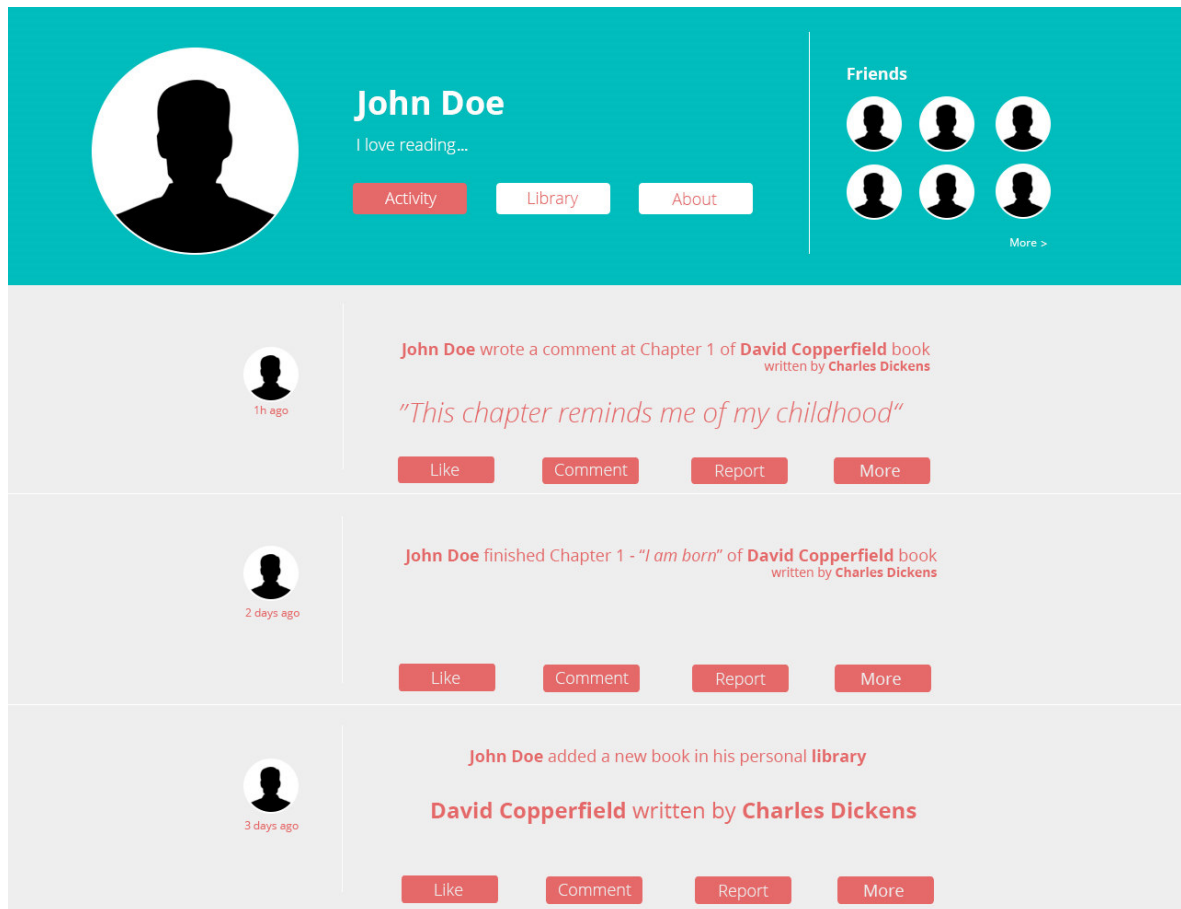 John Doe
I love reading...
Activity Library About
Friends
More >
1h ago
John Doe wrote a comment at Chapter 1 of David Copperfield book
written by Charles Dickens
”This chapter reminds me of my childhood“
Like Comment Report More
2 days ago
John Doe finished Chapter 1 - “I am born” of David Copperfield book
written by Charles Dickens
Like Comment Report More
3 days ago
John Doe added a new book in his personal library
David Copperfield written by Charles Dickens
Like Comment Report More